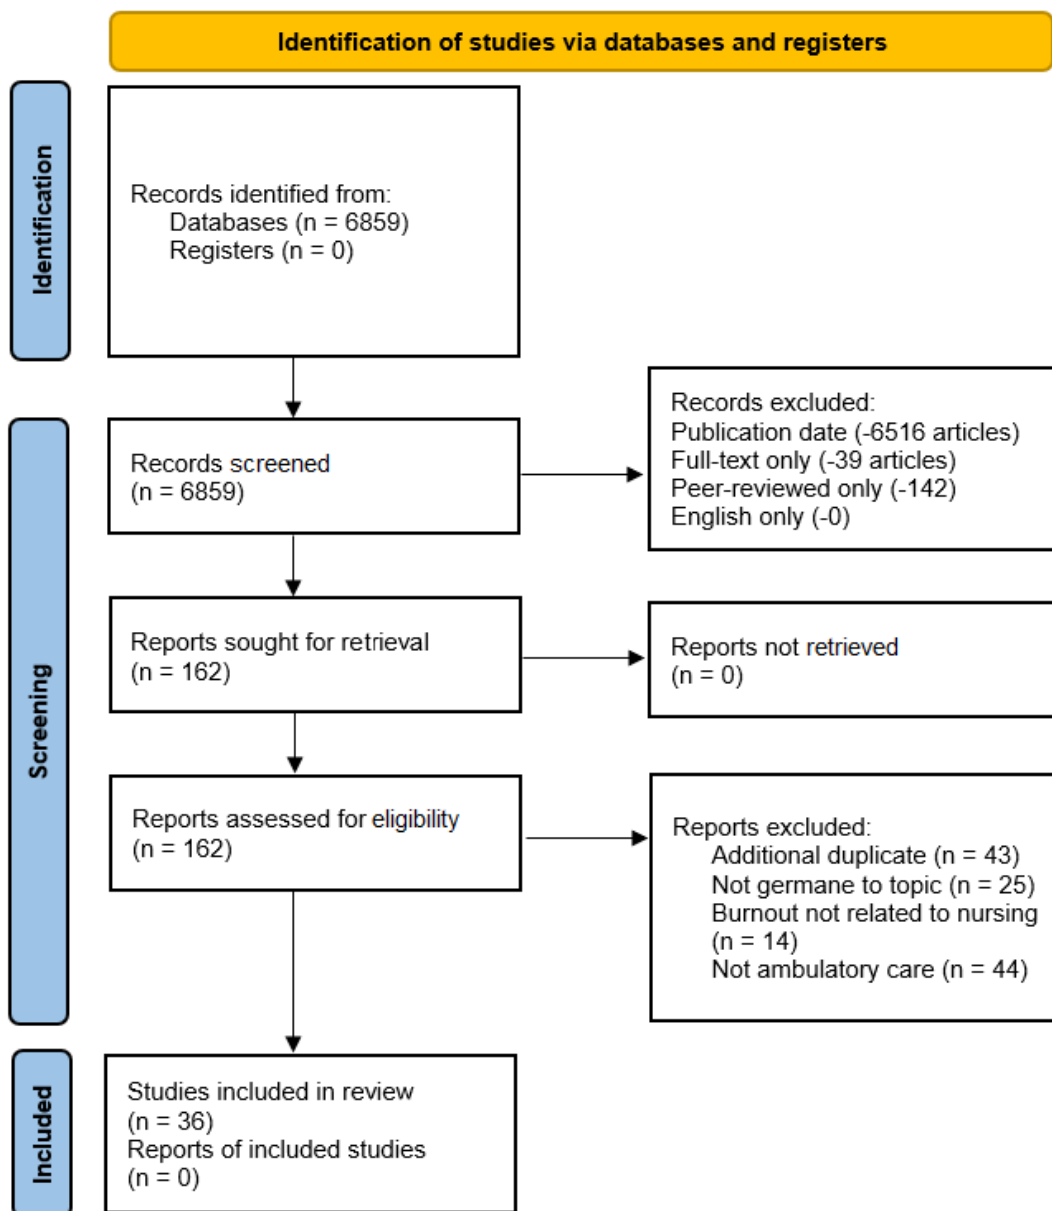 Identification of studies via databases and registers
Identification
Records identified from:
Databases (n = 6859)
Registers (n = 0)
Screening
Records screened
(n = 6859)
Records excluded:
Publication date (-6516 articles)
Full-text only (-39 articles)
Peer-reviewed only (-142)
English only (-0)
Reports sought for retrieval
(n = 162)
Reports not retrieved
(n = 0)
Reports assessed for eligibility
(n = 162)
Reports excluded:
Additional duplicate (n = 43)
Not germane to topic (n = 25)
Burnout not related to nursing
(n = 14)
Not ambulatory care (n = 44)
Included
Studies included in review
(n = 36)
Reports of included studies
(n = 0)